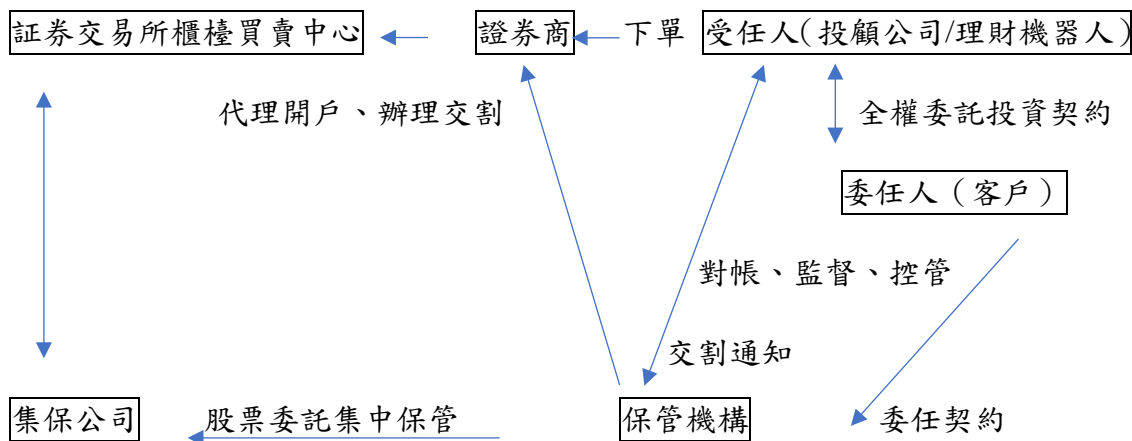 証券交易所櫃檯買賣中心
證券商
下單
受任人(投顧公司/理財機器人)
代理開戶、辦理交割
全權委託投資契約
委任人（客戶）
對帳、監督、控管
交割通知
集保公司
股票委託集中保管
保管機構
委任契約